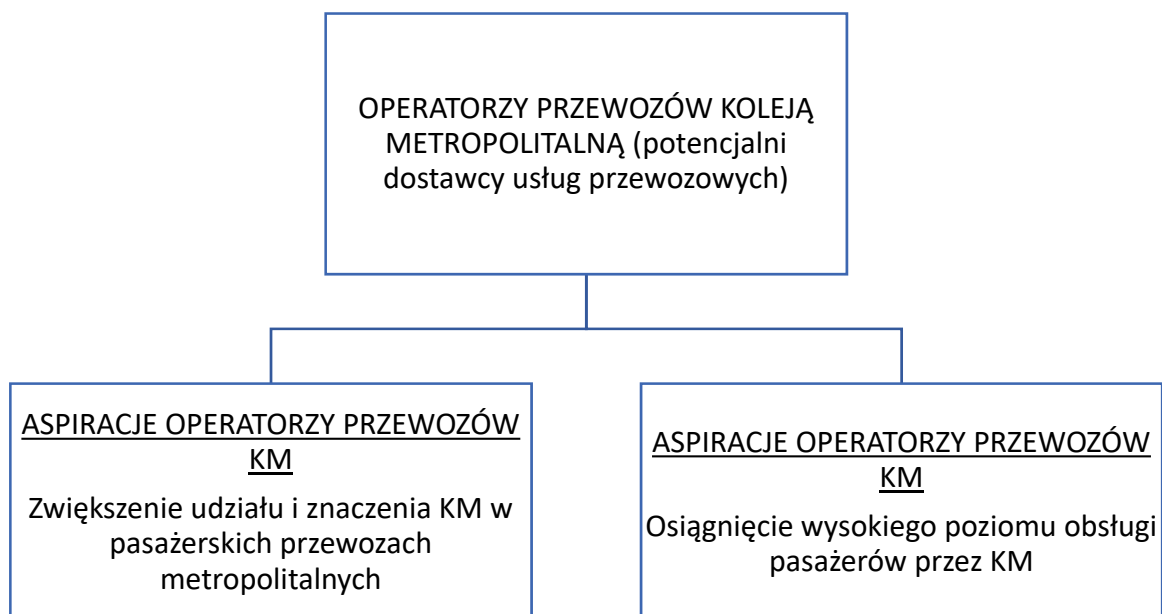 OPERATORZY PRZEWOZÓW KOLEJĄ
METROPOLITALNĄ (potencjalni
dostawcy usług przewozowych)
ASPIRACJE OPERATORZY PRZEWOZÓW
KM
Zwiększenie udziału i znaczenia KM w
pasażerskich przewozach
metropolitalnych
ASPIRACJE OPERATORZY PRZEWOZÓW
KM
Osiągnięcie wysokiego poziomu obsługi
pasażerów przez KM